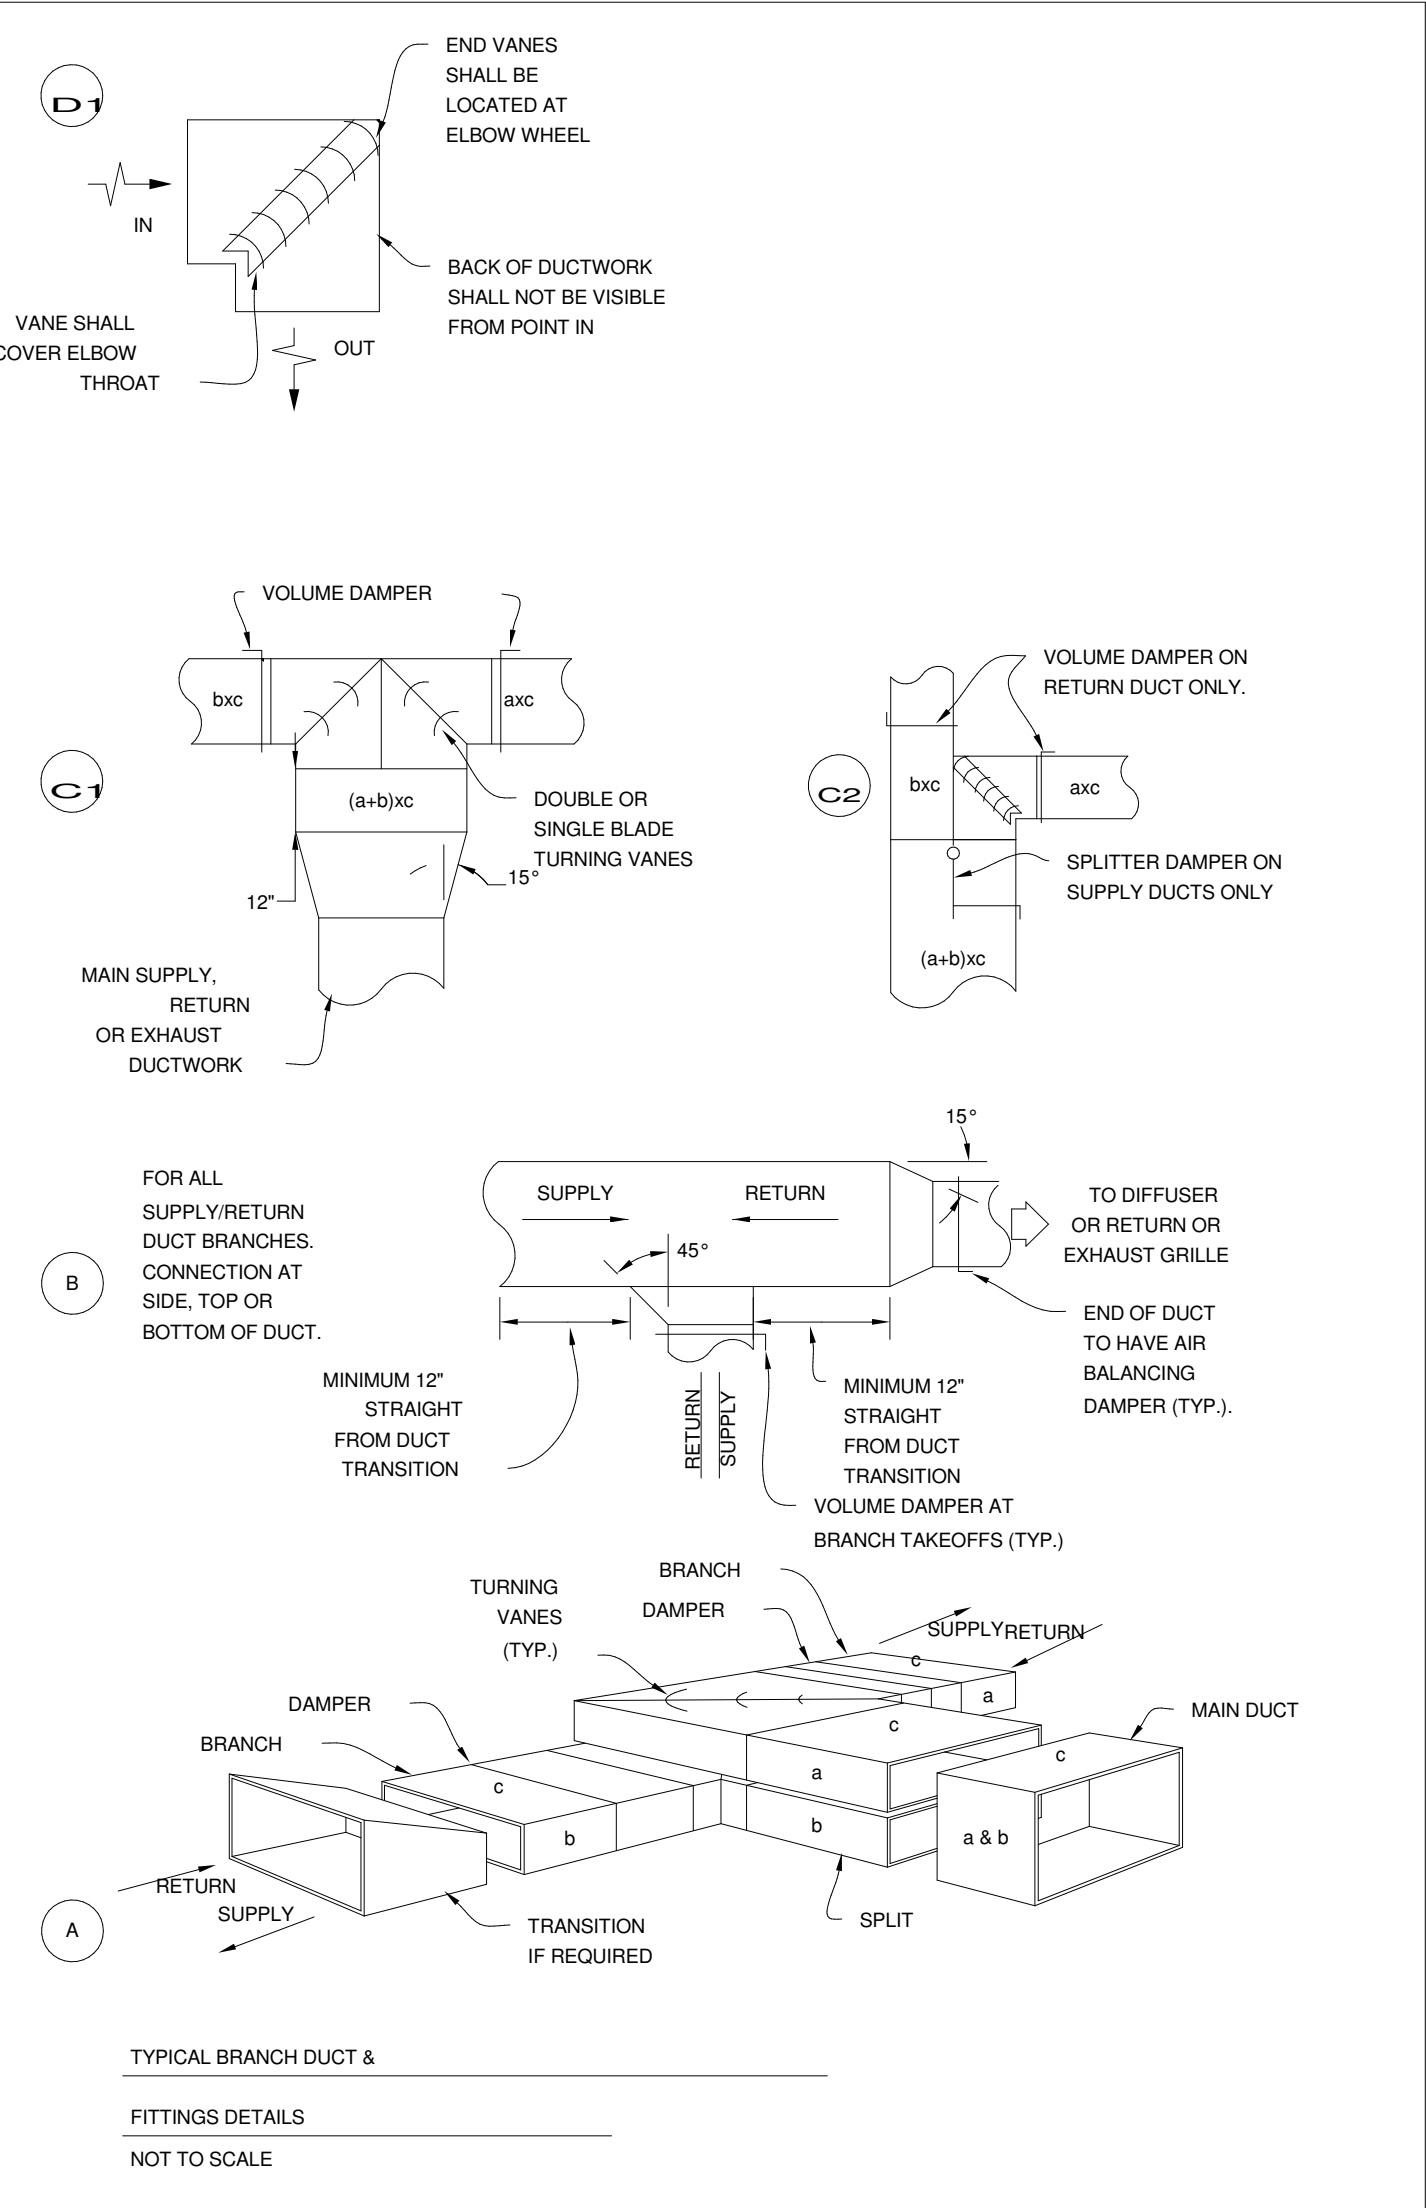 D1
END VANES
SHALL BE
LOCATED AT
ELBOW WHEEL
IN
BACK OF DUCTWORK
SHALL NOT BE VISIBLE
FROM POINT IN
VANE SHALL
COVER ELBOW
THROAT
OUT
VOLUME DAMPER
bxc
axc
C1
(a+b)xc
DOUBLE OR
SINGLE BLADE
TURNING VANES
15°
12"
MAIN SUPPLY,
RETURN
OR EXHAUST
DUCTWORK
VOLUME DAMPER ON
RETURN DUCT ONLY.
C2
bxc
axc
SPLITTER DAMPER ON
SUPPLY DUCTS ONLY
(a+b)xc
B
FOR ALL
SUPPLY/RETURN
DUCT BRANCHES.
CONNECTION AT
SIDE, TOP OR
BOTTOM OF DUCT.
15°
SUPPLY
RETURN
45°
TO DIFFUSER
OR RETURN OR
EXHAUST GRILLE
END OF DUCT
TO HAVE AIR
BALANCING
DAMPER (TYP.).
MINIMUM 12"
STRAIGHT
FROM DUCT
TRANSITION
RETURN
SUPPLY
MINIMUM 12"
STRAIGHT
FROM DUCT
TRANSITION
VOLUME DAMPER AT
BRANCH TAKEOFFS (TYP.)
TURNING
VANES
(TYP.)
BRANCH
DAMPER
SUPPLY
RETURN
c
a
DAMPER
BRANCH
c
b
c
a
b
MAIN DUCT
c
a & b
A
RETURN
SUPPLY
TRANSITION
IF REQUIRED
SPLIT
TYPICAL BRANCH DUCT &
FITTINGS DETAILS
NOT TO SCALE